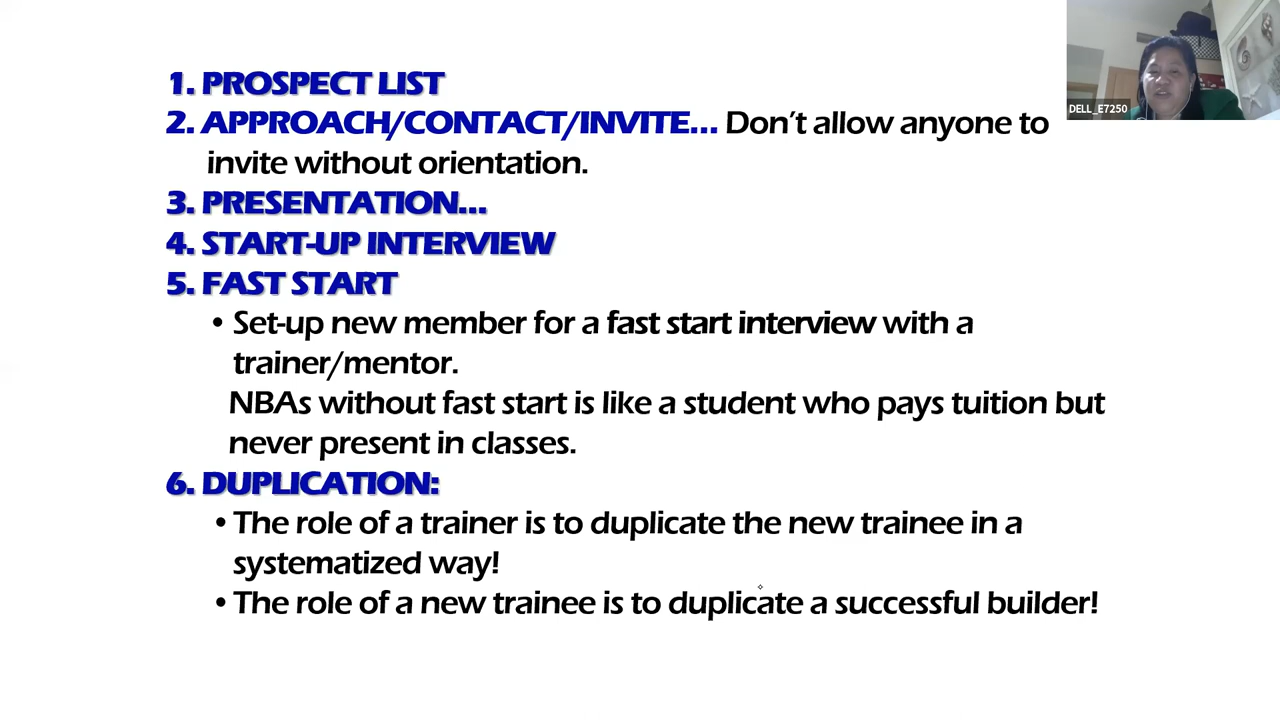 1. PROSPECT LIST
2. APPROACH/CONTACT/INVITE... Don't allow anyone to
invite without orientation.
3. PRESENTATION...
4. START-UP INTERVIEW
5. FAST START
• Set-up new member for a fast start interview with a
trainer/mentor.
NBAs without fast start is like a student who pays tuition but
never present in classes.
6. DUPLICATION:
• The role of a trainer is to duplicate the new trainee in a
systematized way!
• The role of a new trainee is to duplicate a successful builder!
DELL_E7250